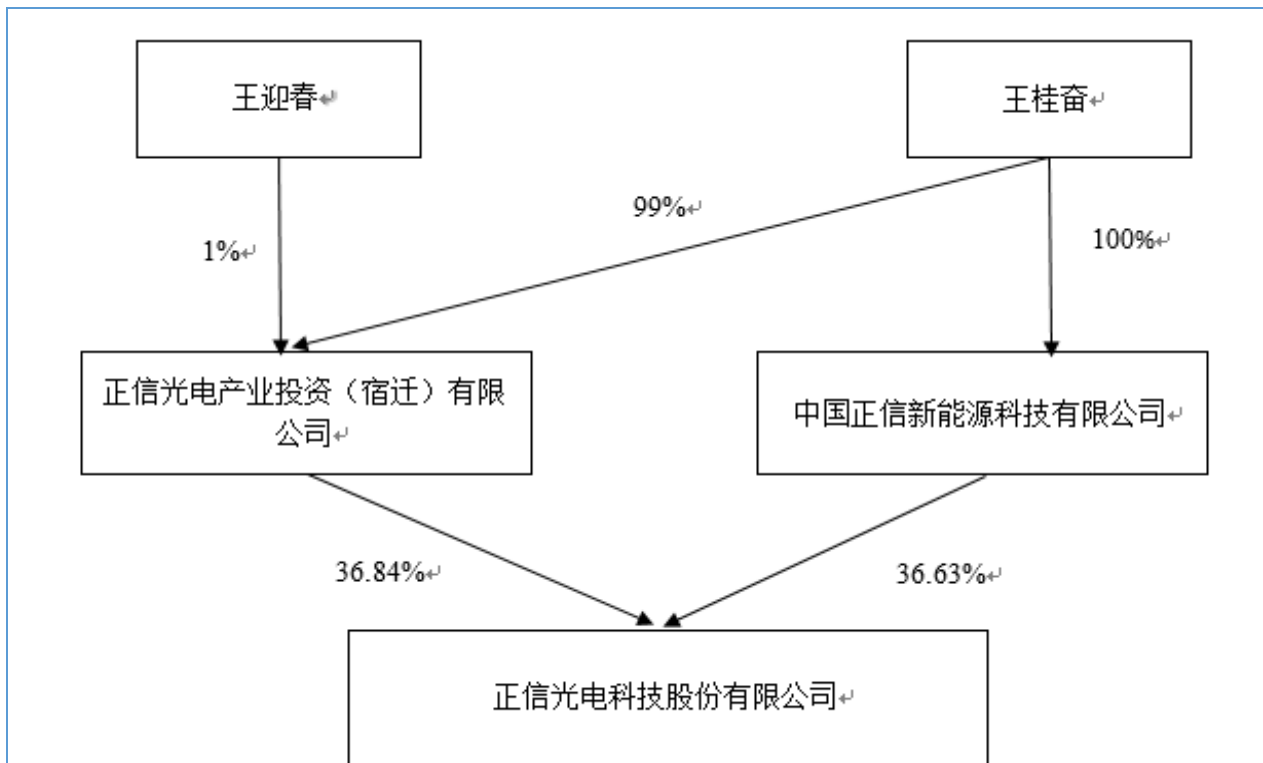 王迎春↵
王桂奋↵
99%↵
1%↵
100%↵
正信光电产业投资（宿迁）有限
公司↵
中国正信新能源科技有限公司↵
36.84%↵
36.63%↵
正信光电科技股份有限公司↵